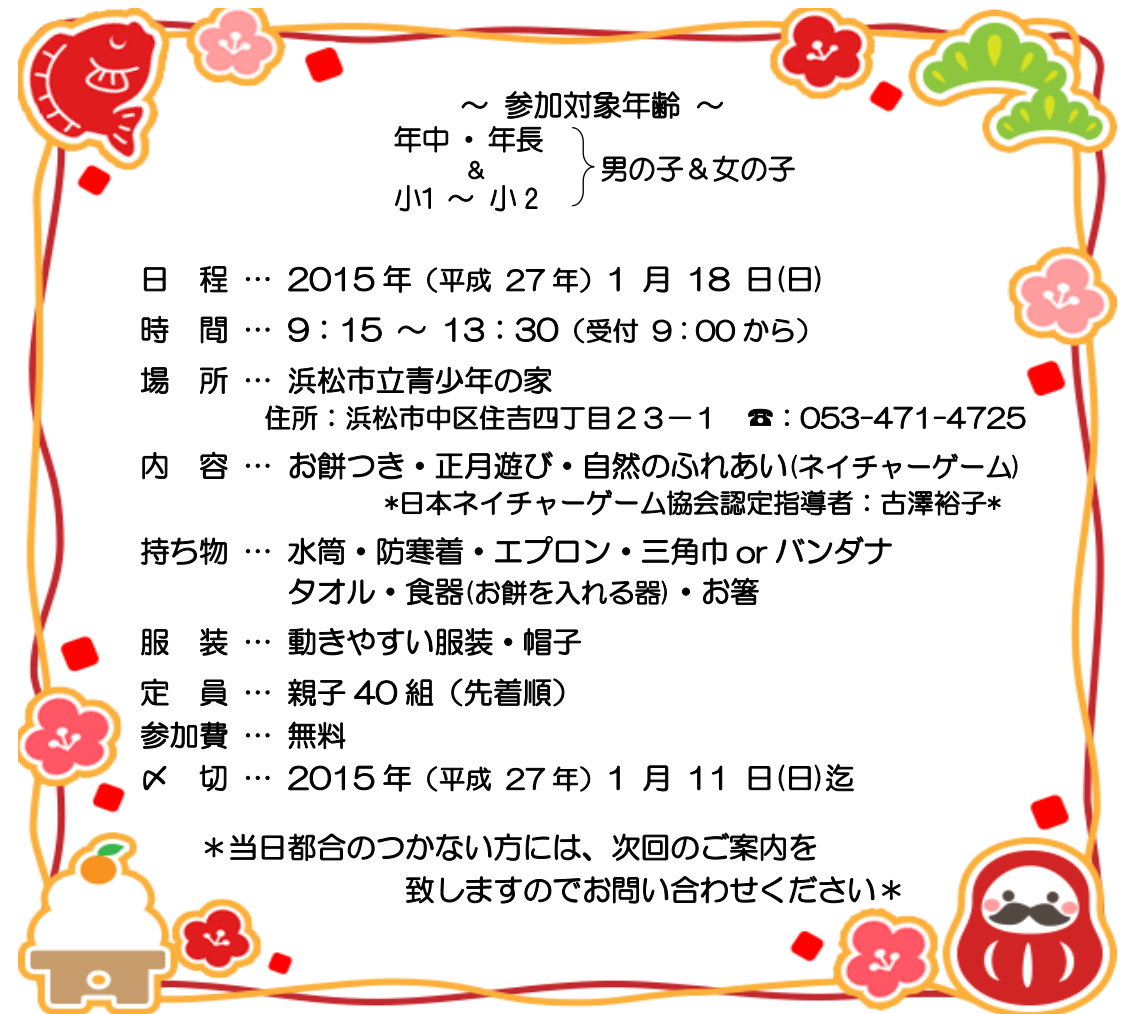 ～ 参加対象年齢 ～
年中 ・ 年長
&
小1 ～ 小２
男の子＆女の子
日　程 … 2015年（平成 27年）1 月 18 日(日)
時　間 … 9：15 ～ 13：30（受付 9：00から）
場　所 … 浜松市立青少年の家
住所：浜松市中区住吉四丁目２３－１　☎：053-471-4725
内　容 … お餅つき・正月遊び・自然のふれあい(ネイチャーゲーム)
*日本ネイチャーゲーム協会認定指導者：古澤裕子*
持ち物 … 水筒・防寒着・エプロン・三角巾 or バンダナ
タオル・食器(お餅を入れる器)・お箸
服　装 … 動きやすい服装・帽子
定　員 … 親子40組（先着順）
参加費 … 無料
〆　切 … 2015年（平成 27年）1 月 11 日(日)迄
＊当日都合のつかない方には、次回のご案内を
致しますのでお問い合わせください＊